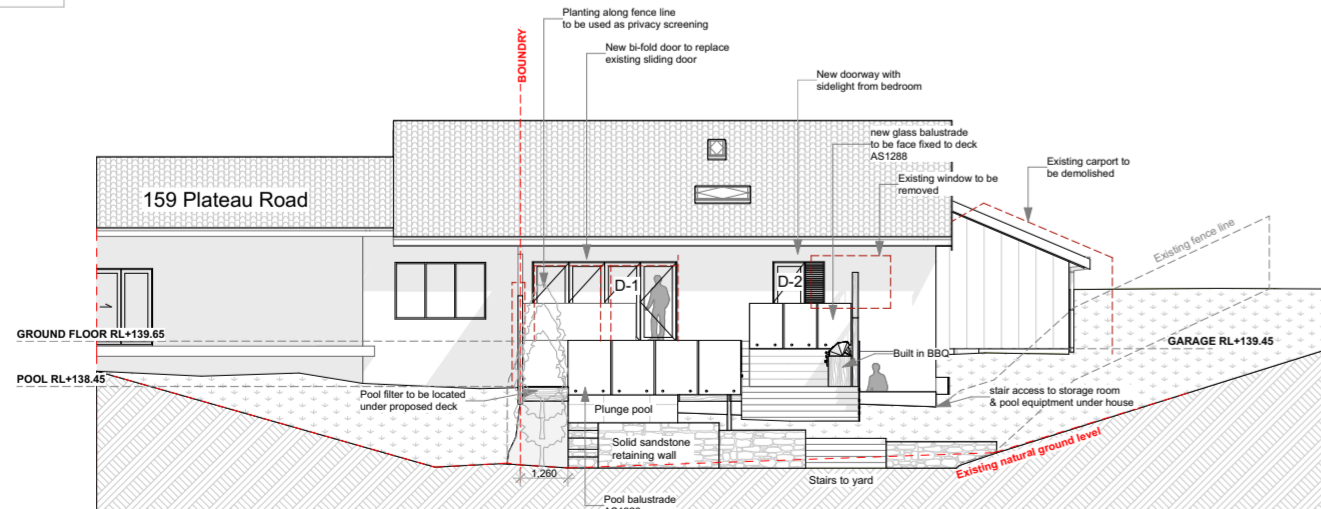 Planting along fence line
to be used as privacy screening
BOUNDRY
New bi-fold door to replace
existing sliding door
New doorway with
sidelight from bedroom
new glass balustrade
to be face fixed to deck
AS1288
Existing carport to
be demolished
Existing window to be
removed
159 Plateau Road
Existing fence line
D-1
D-2
GROUND FLOOR RL+139.65
GARAGE RL+139.45
Built in BBQ
POOL RL+138.45
Pool filter to be located
under proposed deck
stair access to storage room
& pool equiptment under house
Plunge pool
Solid sandstone
retaining wall
Existing natural ground level
1,260
Stairs to yard
Pool balustrade